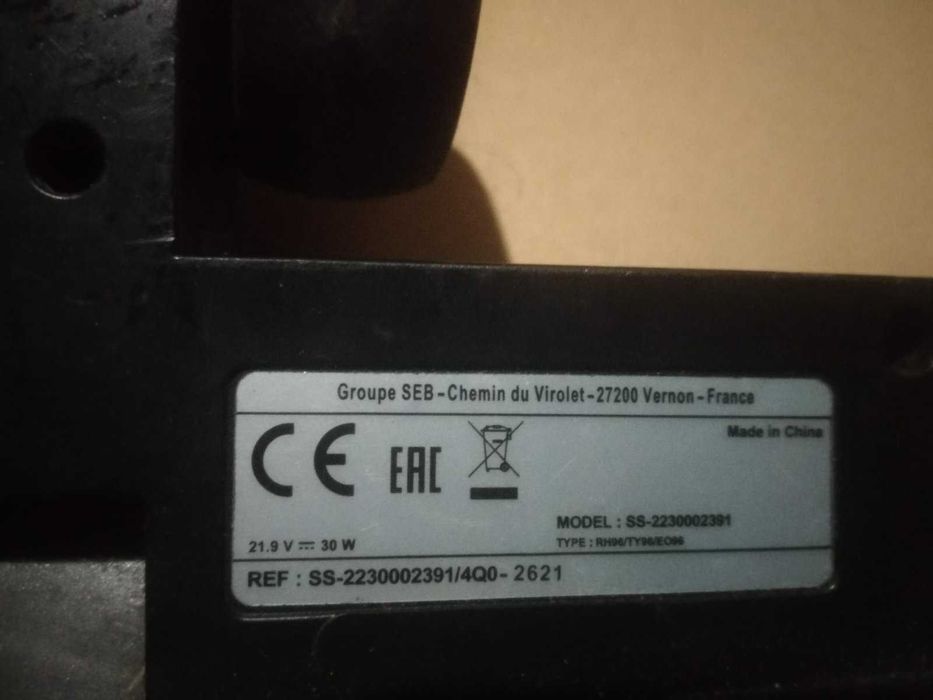 Groupe SEB - Chemin du Virolet - 27200 Vernon - France
Made in China
CE EAC
MODEL : SS-2230002391
21.9 V ⎓ 30 W
TYPE : RH96/TY96/EO96
REF : SS-2230002391/4Q0 - 2621